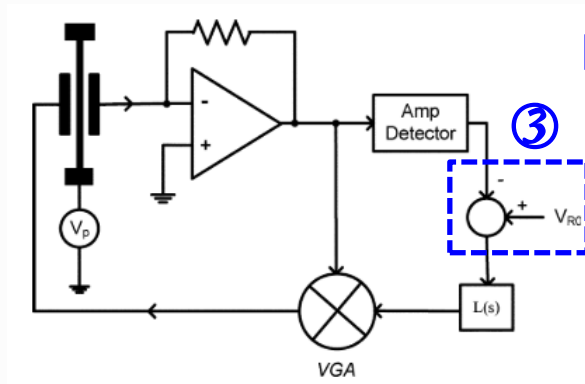 -
+
Amp
Detector
③
-
+
V_R0
V_p
L(s)
VGA